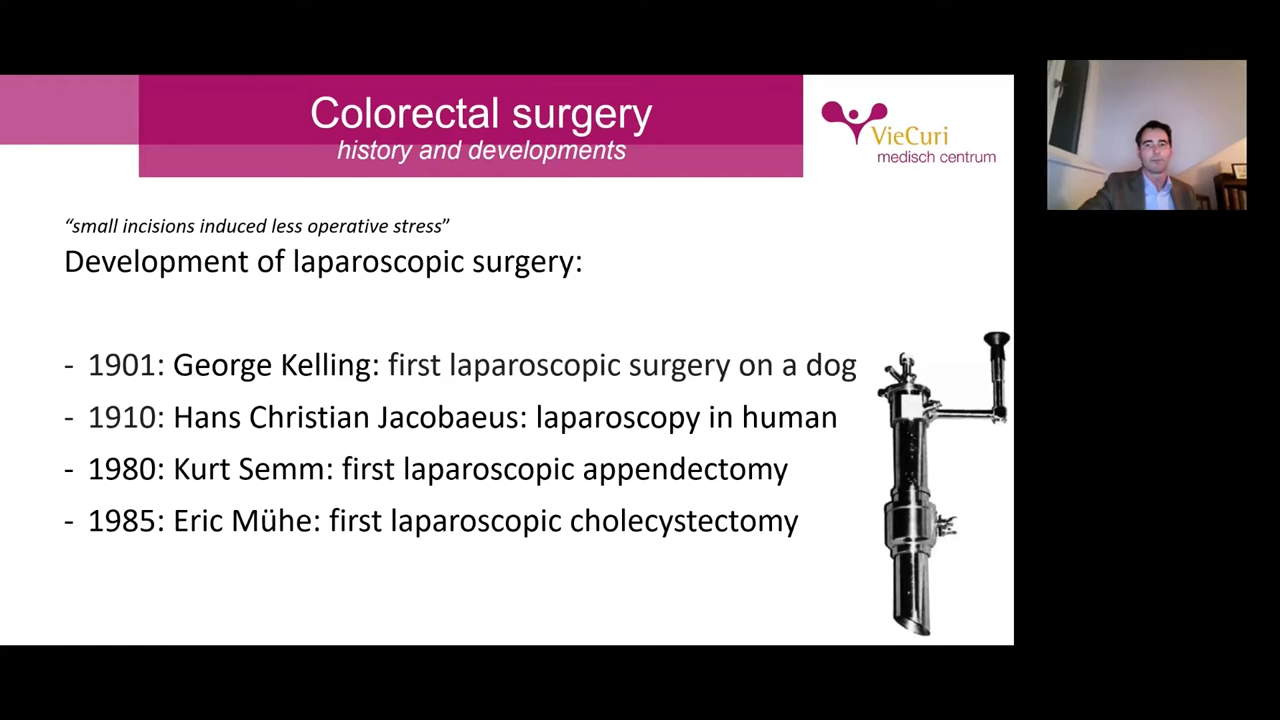 Colorectal surgery
history and developments
VieCuri
medisch centrum
“small incisions induced less operative stress”
Development of laparoscopic surgery:
- 1901: George Kelling: first laparoscopic surgery on a dog
- 1910: Hans Christian Jacobaeus: laparoscopy in human
- 1980: Kurt Semm: first laparoscopic appendectomy
- 1985: Eric Mühe: first laparoscopic cholecystectomy